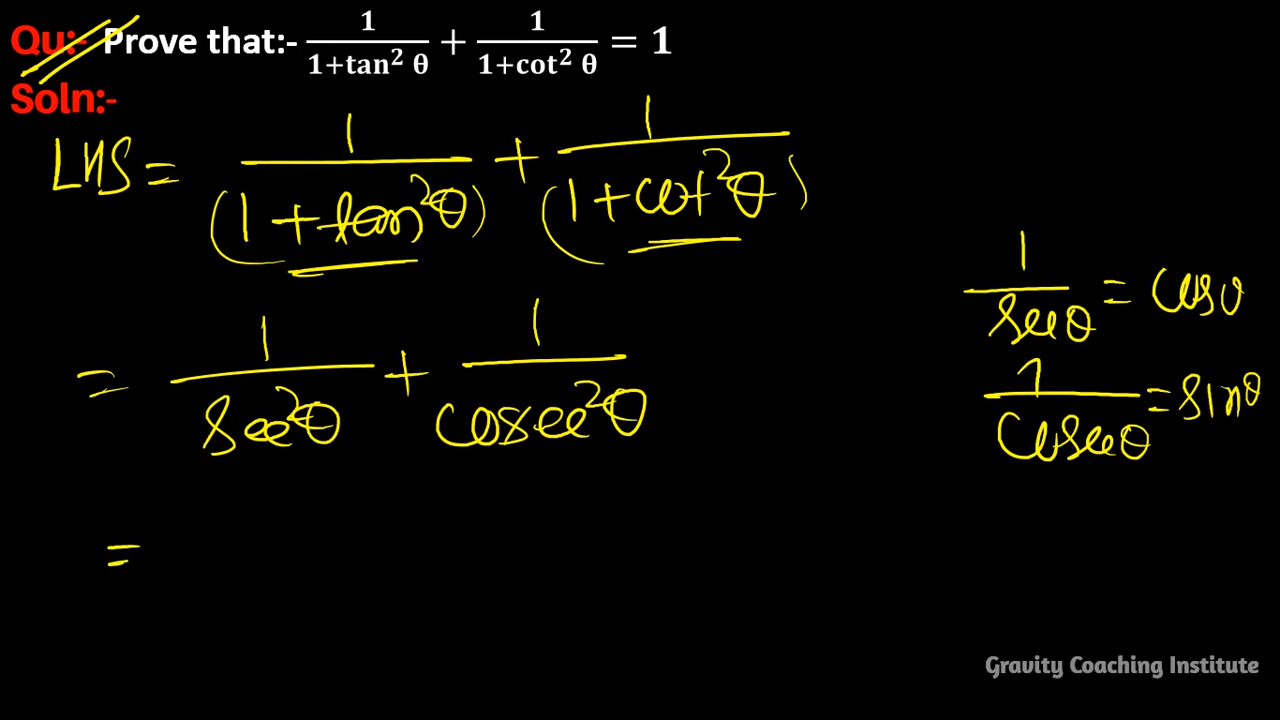 Qu:- Prove that:- 1/(1+tan² θ) + 1/(1+cot² θ) = 1
Soln:-
LHS = 1/(1+tan²θ) + 1/(1+cot²θ)
1/secθ = cosθ
= 1/sec²θ + 1/cosec²θ
1/cosecθ = sinθ
=
Gravity Coaching Institute